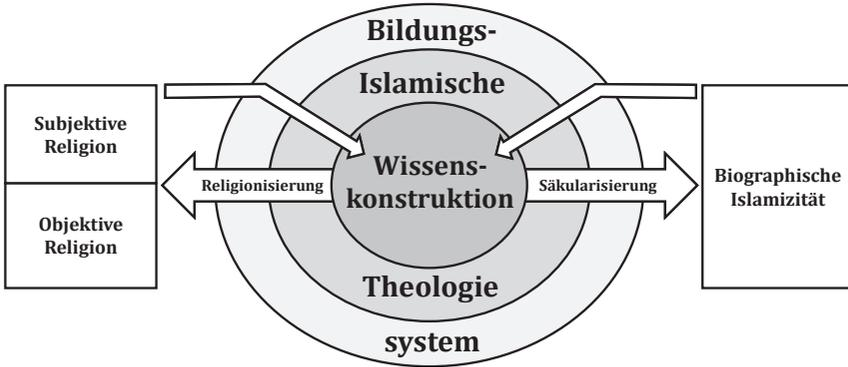 Bildungs-
Islamische
Subjektive
Religion
Objektive
Religion
Religionisierung
Wissens-
konstruktion
Säkularisierung
Biographische
Islamizität
Theologie
system